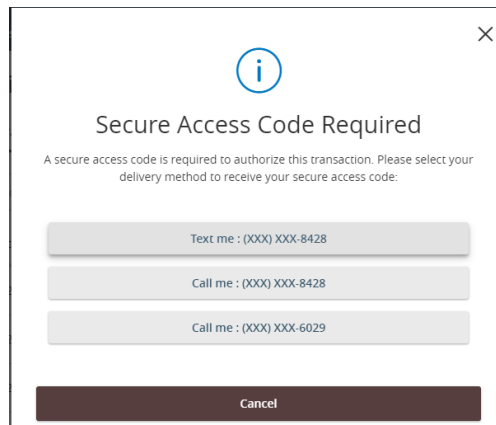 Secure Access Code Required
A secure access code is required to authorize this transaction. Please select your
delivery method to receive your secure access code:
Text me : (XXX) XXX-8428
Call me : (XXX) XXX-8428
Call me : (XXX) XXX-6029
Cancel